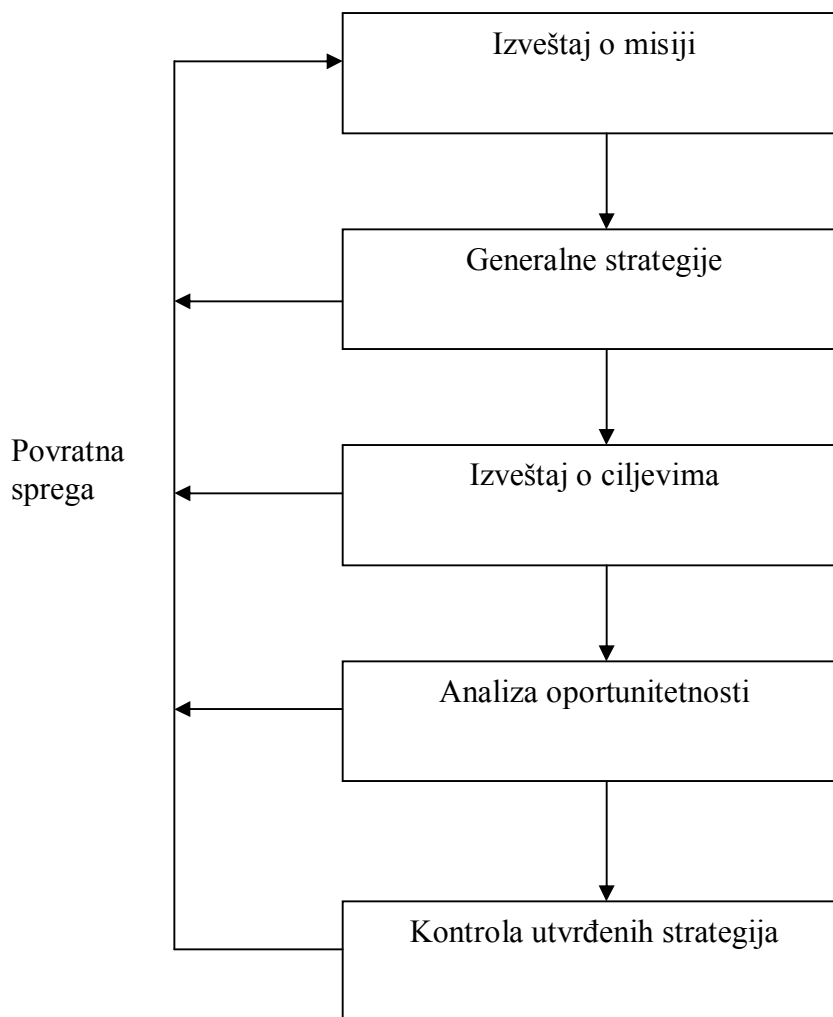 Izveštaj o misiji
Generalne strategije
Povratna
sprega
Izveštaj o ciljevima
Analiza oportunitetnosti
Kontrola utvrđenih strategija